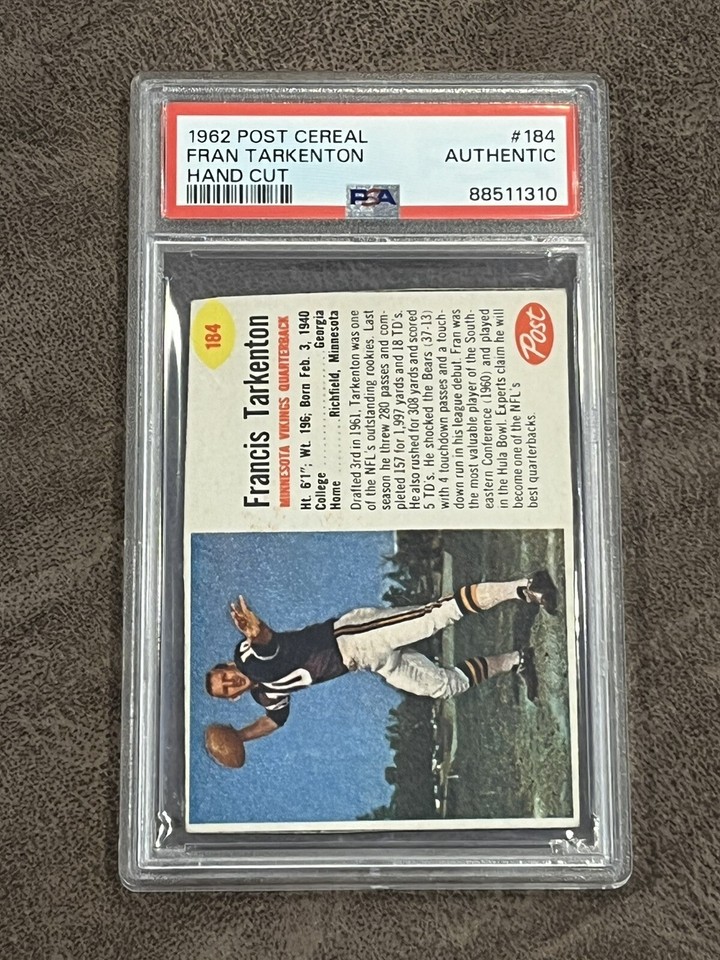 1962 POST CEREAL #184
FRAN TARKENTON AUTHENTIC
HAND CUT
PSA 88511310
184
Francis Tarkenton
MINNESOTA VIKINGS QUARTERBACK
Ht. 6'1"; Wt. 196; Born Feb. 3, 1940
College .................... Georgia
Home ........... Richfield, Minnesota
Drafted 3rd in 1961, Tarkenton was one
of the NFL's outstanding rookies. Last
season he threw 280 passes and com-
pleted 157 for 1,997 yards and 18 TD's.
He also rushed for 308 yards and scored
5 TD's. He shocked the Bears (37-13)
with 4 touchdown passes and a touch-
down run in his league debut. Fran was
the most valuable player of the South-
eastern Conference (1960) and played
in the Hula Bowl. Experts claim he will
become one of the NFL's
best quarterbacks.
Post
10